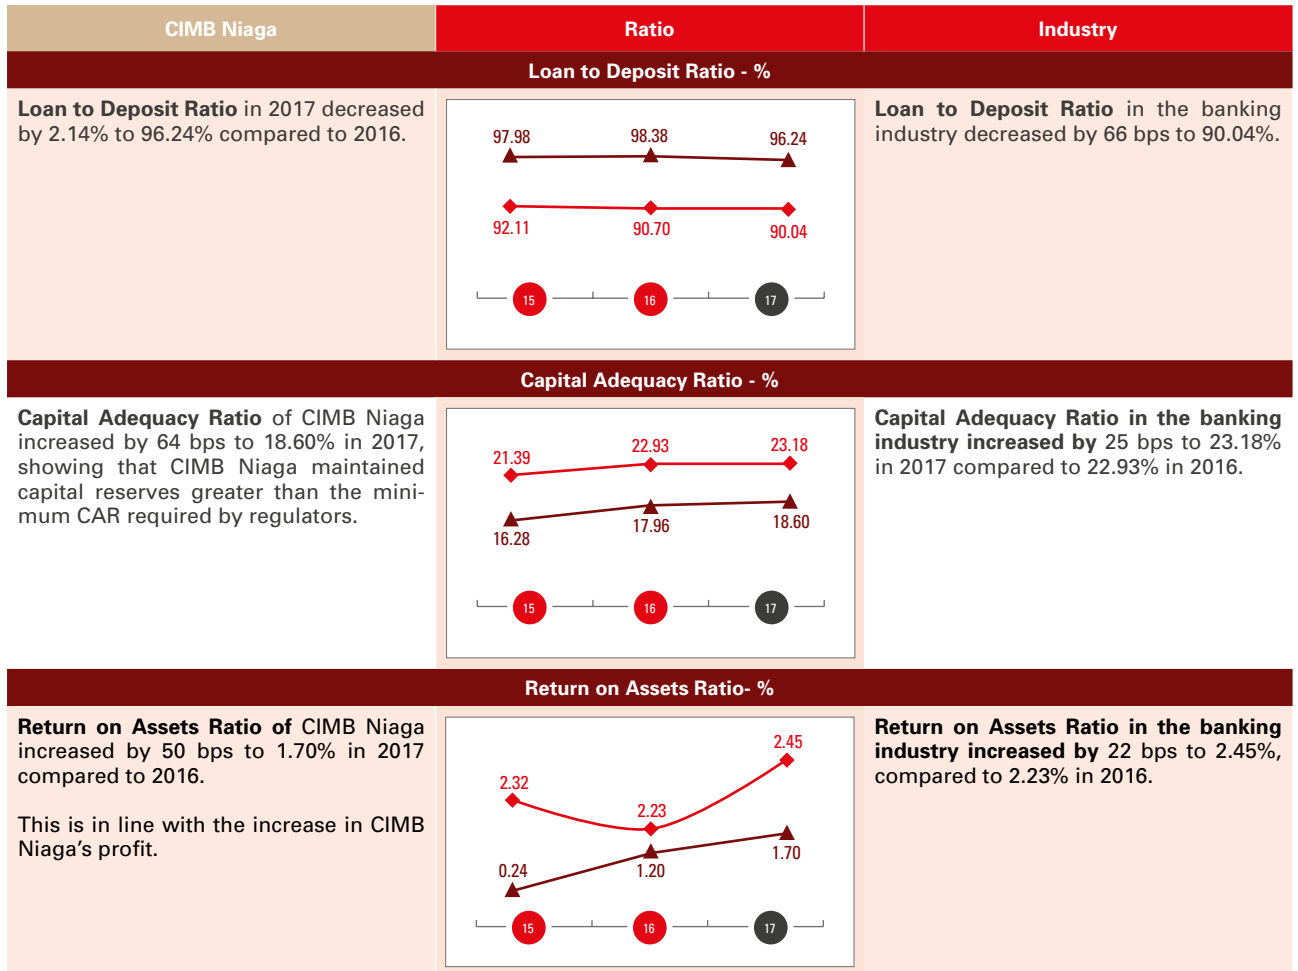 CIMB Niaga
Ratio
Industry
Loan to Deposit Ratio - %
Loan to Deposit Ratio in 2017 decreased
by 2.14% to 96.24% compared to 2016.
97.98
98.38
96.24
92.11
90.70
90.04
15
16
17
Loan to Deposit Ratio in the banking
industry decreased by 66 bps to 90.04%.
Capital Adequacy Ratio - %
Capital Adequacy Ratio of CIMB Niaga
increased by 64 bps to 18.60% in 2017,
showing that CIMB Niaga maintained
capital reserves greater than the mini-
mum CAR required by regulators.
21.39
22.93
23.18
16.28
17.96
18.60
15
16
17
Capital Adequacy Ratio in the banking
industry increased by 25 bps to 23.18%
in 2017 compared to 22.93% in 2016.
Return on Assets Ratio- %
Return on Assets Ratio of CIMB Niaga
increased by 50 bps to 1.70% in 2017
compared to 2016.
This is in line with the increase in CIMB
Niaga's profit.
2.32
2.23
2.45
0.24
1.20
1.70
15
16
17
Return on Assets Ratio in the banking
industry increased by 22 bps to 2.45%,
compared to 2.23% in 2016.